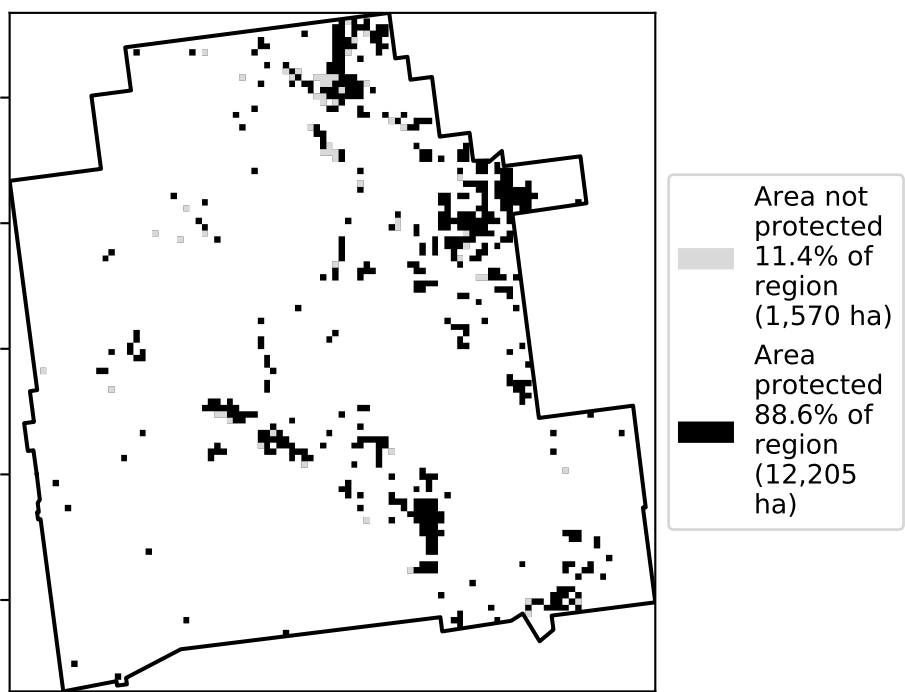 Area not
protected
11.4% of
region
(1,570 ha)
Area
protected
88.6% of
region
(12,205
ha)